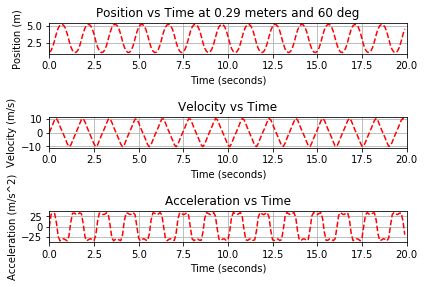 Position vs Time at 0.29 meters and 60 deg
Position (m)
5.0
2.5
0.0 2.5 5.0 7.5 10.0 12.5 15.0 17.5 20.0
Time (seconds)
Velocity vs Time
Velocity (m/s)
10
0
−10
0.0 2.5 5.0 7.5 10.0 12.5 15.0 17.5 20.0
Time (seconds)
Acceleration vs Time
Acceleration (m/s^2)
25
0
−25
0.0 2.5 5.0 7.5 10.0 12.5 15.0 17.5 20.0
Time (seconds)